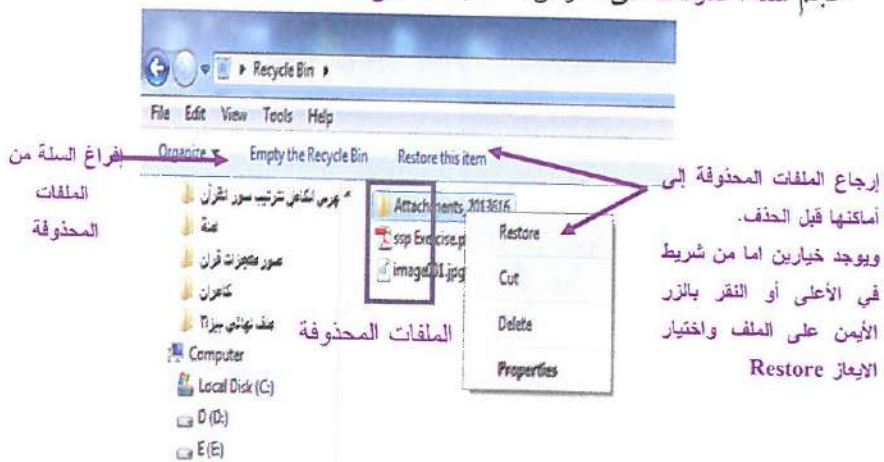 Recycle Bin
File Edit View Tools Help
Organize Empty the Recycle Bin Restore this item
إفراغ السلة من
الملفات
المحذوفة
Attachments_2013616
ssp Exercise.p
image001.jpg
الملفات المحذوفة
Restore
Cut
Delete
Properties
إرجاع الملفات المحذوفة إلى
أماكنها قبل الحذف.
ويوجد خيارين اما من شريط
في الأعلى أو النقر بالزر
الأيمن على الملف واختيار
الايعاز Restore
Computer
Local Disk (C:)
D (D:)
E (E:)